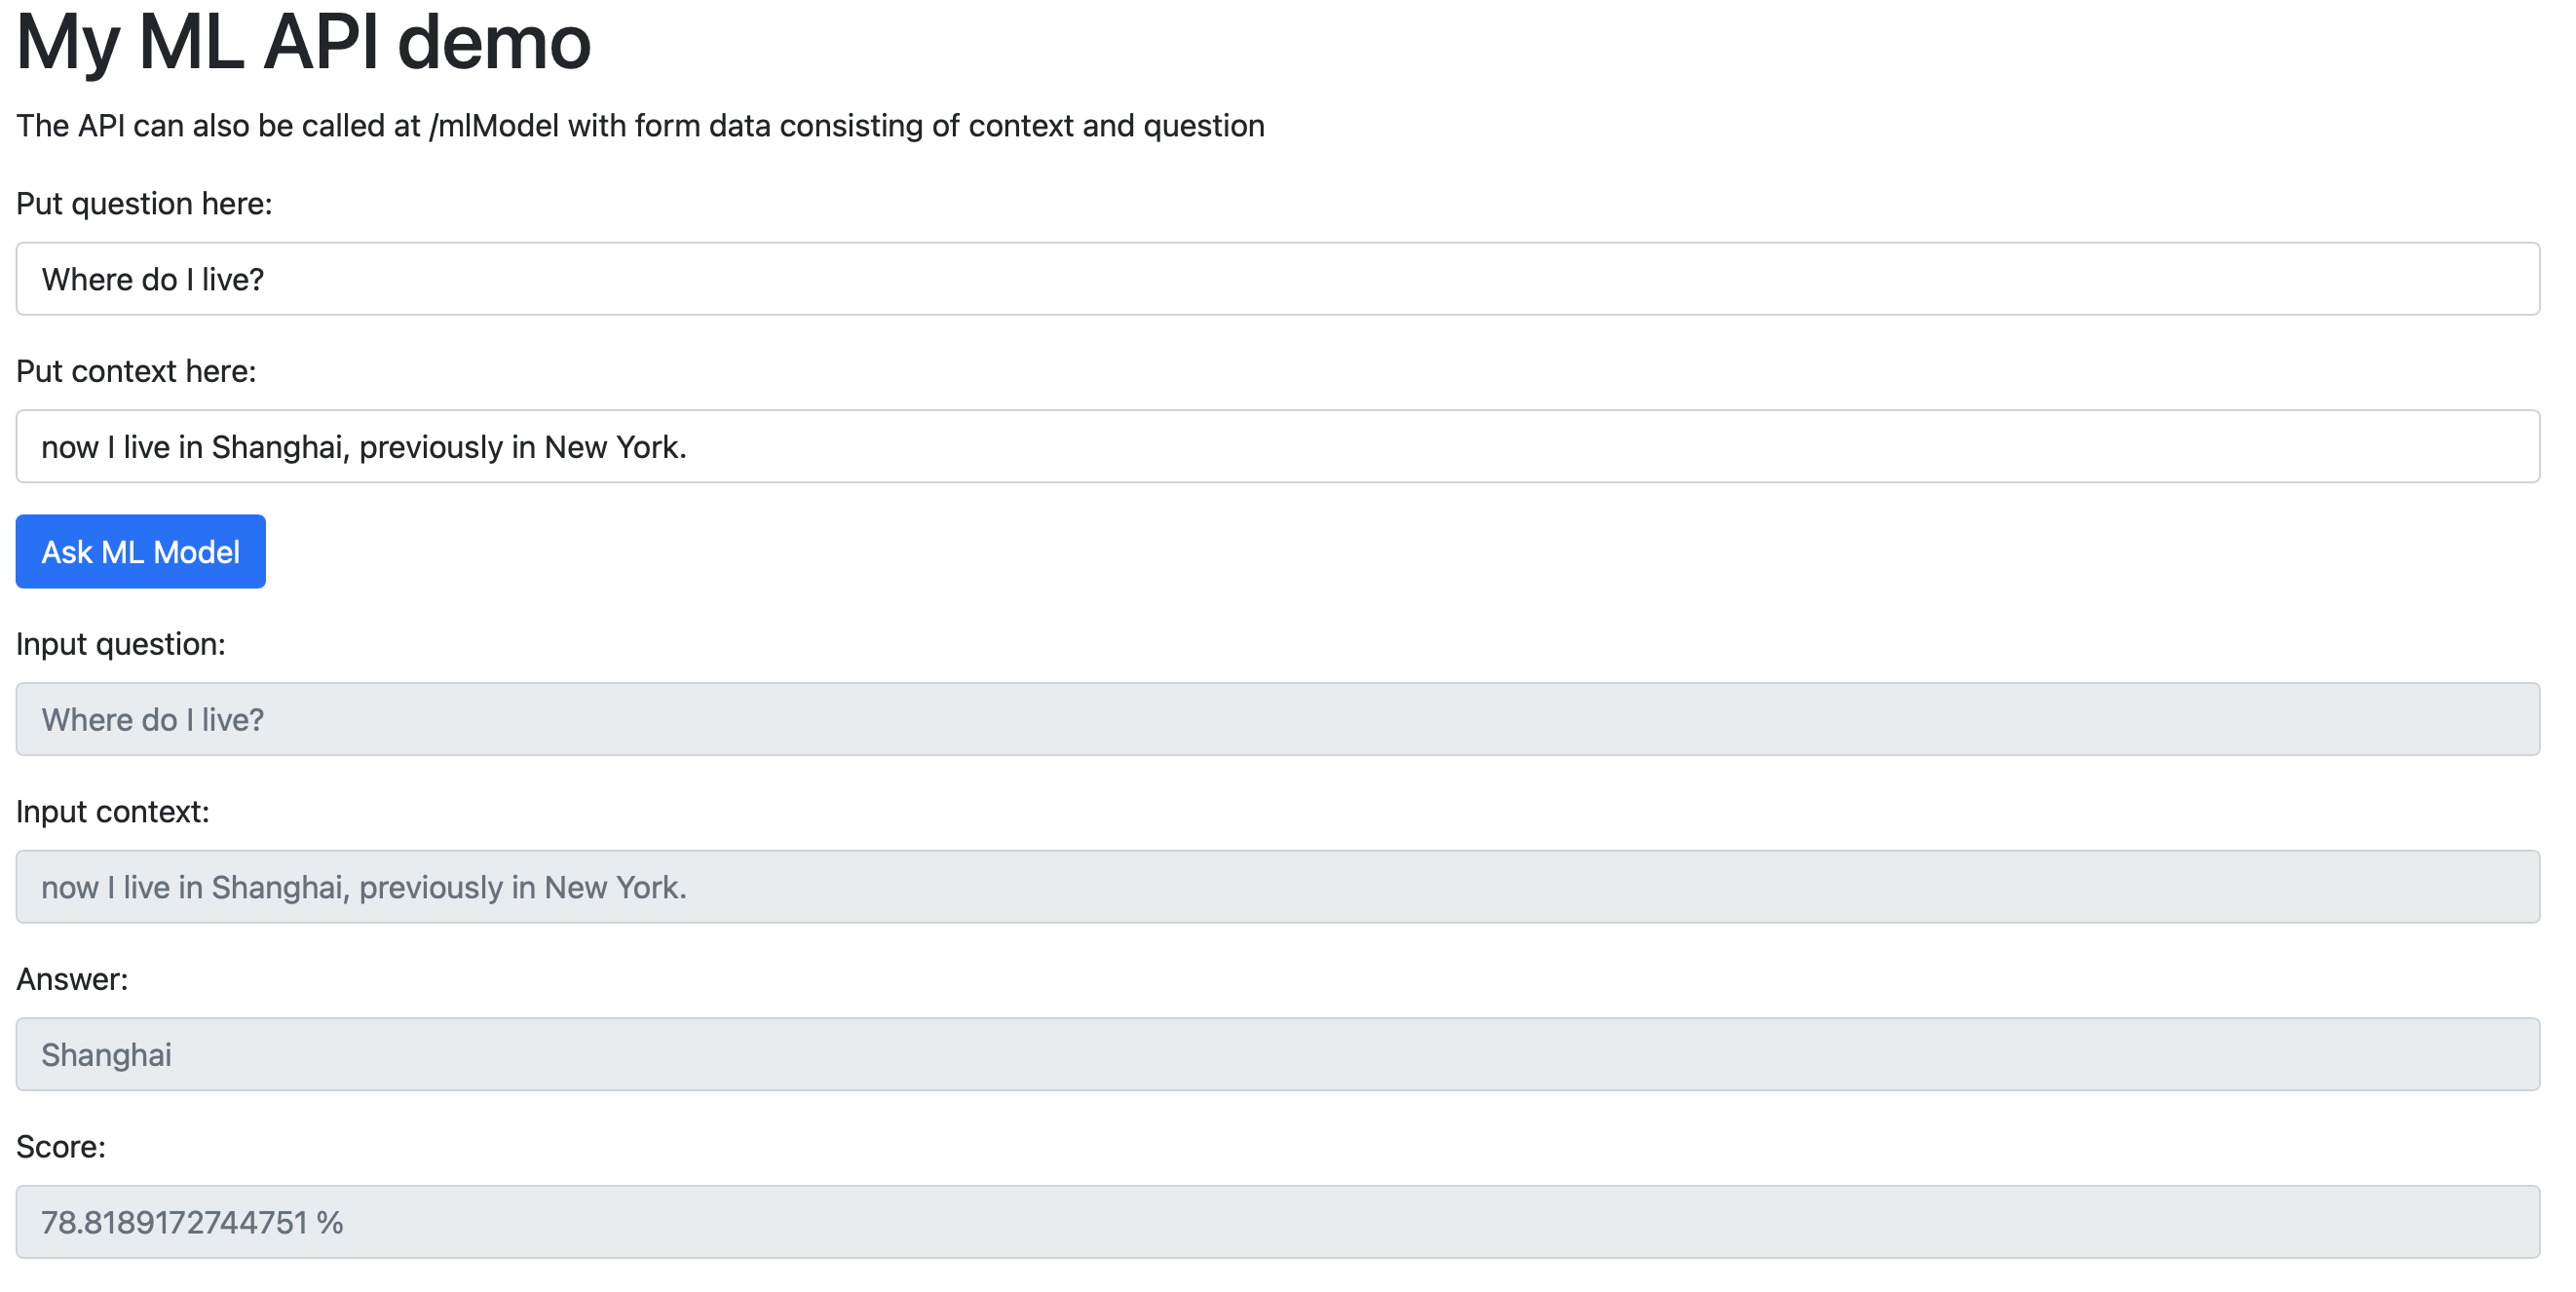 My ML API demo
The API can also be called at /mlModel with form data consisting of context and question
Put question here:
Where do I live?
Put context here:
now I live in Shanghai, previously in New York.
Ask ML Model
Input question:
Where do I live?
Input context:
now I live in Shanghai, previously in New York.
Answer:
Shanghai
Score:
78.8189172744751 %